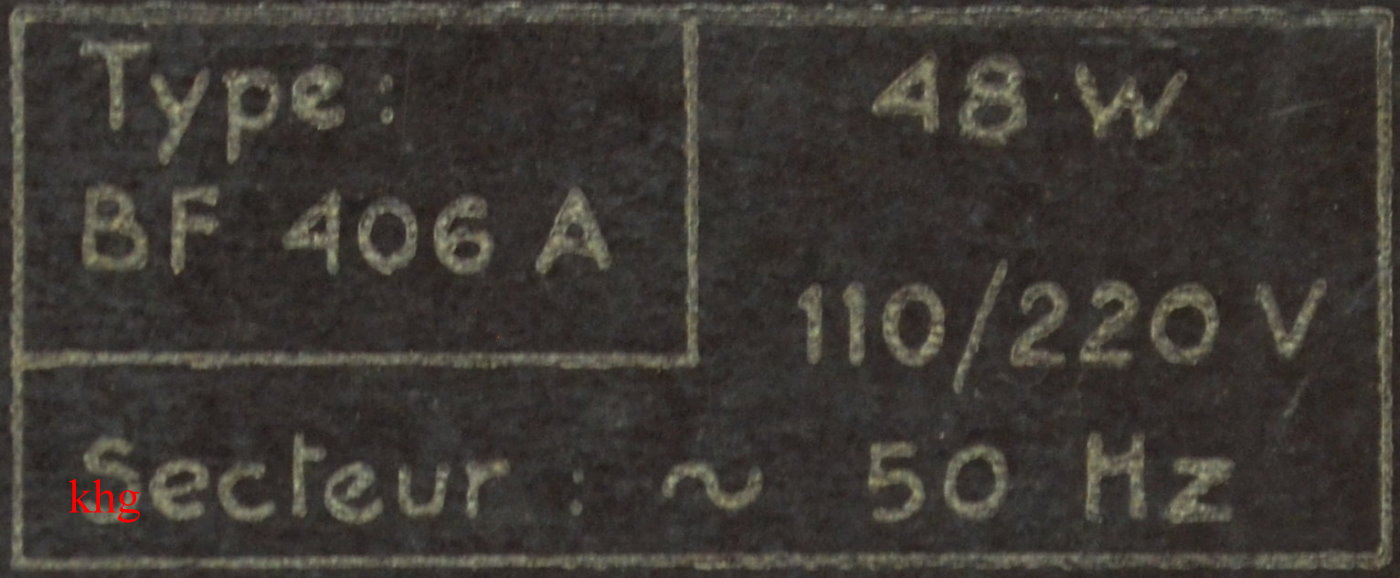 Type :
BF 406 A
48 W
110/220 V
Secteur : ~ 50 Hz
khg